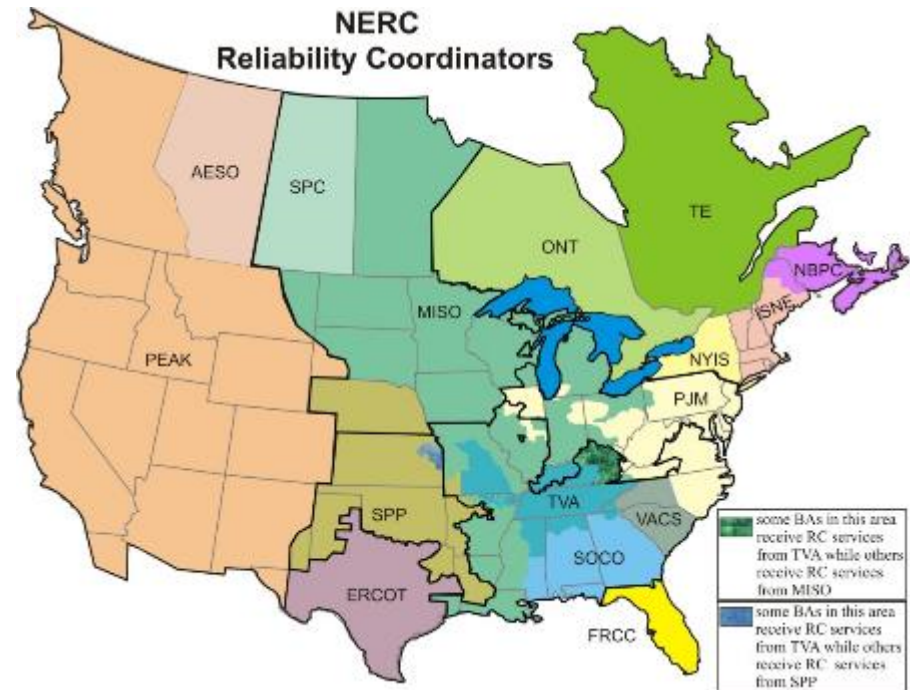 NERC
Reliability Coordinators
AESO
SPC
TE
ONT
NBPC
ISNE
MISO
NYIS
PEAK
PJM
SPP
TVA
VACS
SOCO
ERCOT
FRCC
some BAs in this area
receive RC services
from TVA while others
receive RC services
from MISO
some BAs in this area
receive RC services
from TVA while others
receive RC services
from SPP